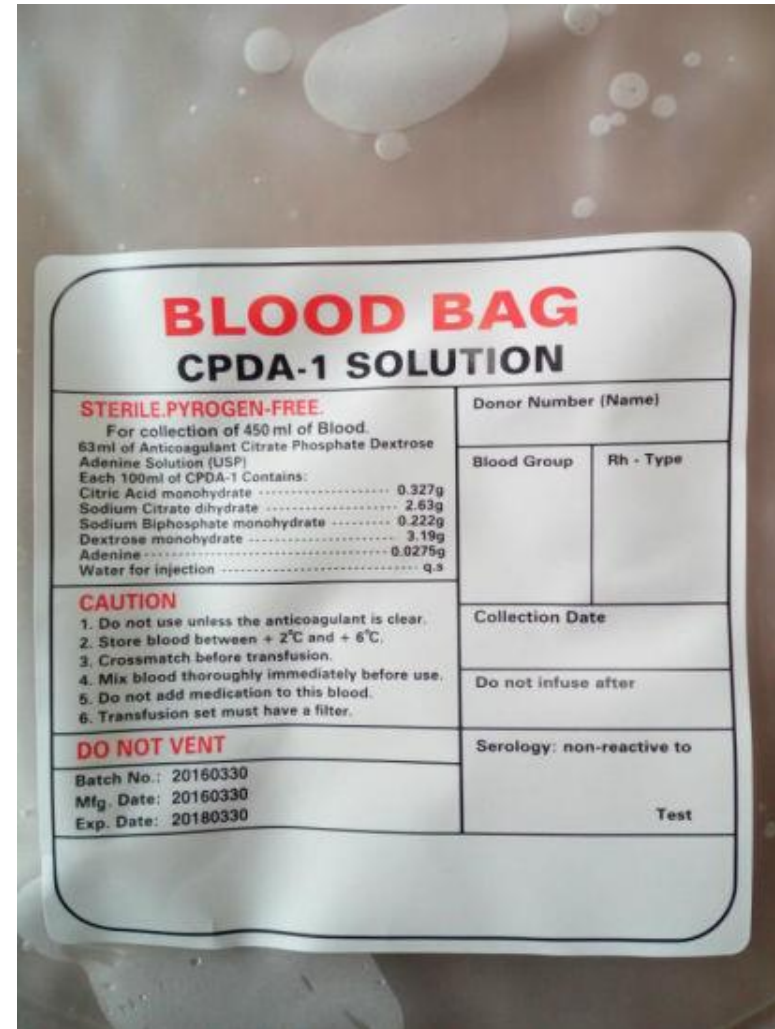 BLOOD BAG
CPDA-1 SOLUTION
STERILE.PYROGEN-FREE.
For collection of 450 ml of Blood.
63ml of Anticoagulant Citrate Phosphate Dextrose
Adenine Solution (USP)
Each 100ml of CPDA-1 Contains:
Citric Acid monohydrate ---------------------- 0.327g
Sodium Citrate dihydrate --------------------- 2.63g
Sodium Biphosphate monohydrate --------- 0.222g
Dextrose monohydrate ------------------------ 3.19g
Adenine ---------------------------------------- 0.0275g
Water for injection ----------------------------- q.s
CAUTION
1. Do not use unless the anticoagulant is clear.
2. Store blood between + 2℃ and + 6℃.
3. Crossmatch before transfusion.
4. Mix blood thoroughly immediately before use.
5. Do not add medication to this blood.
6. Transfusion set must have a filter.
DO NOT VENT
Batch No.: 20160330
Mfg. Date: 20160330
Exp. Date: 20180330
Donor Number (Name)
Blood Group
Rh - Type
Collection Date
Do not infuse after
Serology: non-reactive to
Test